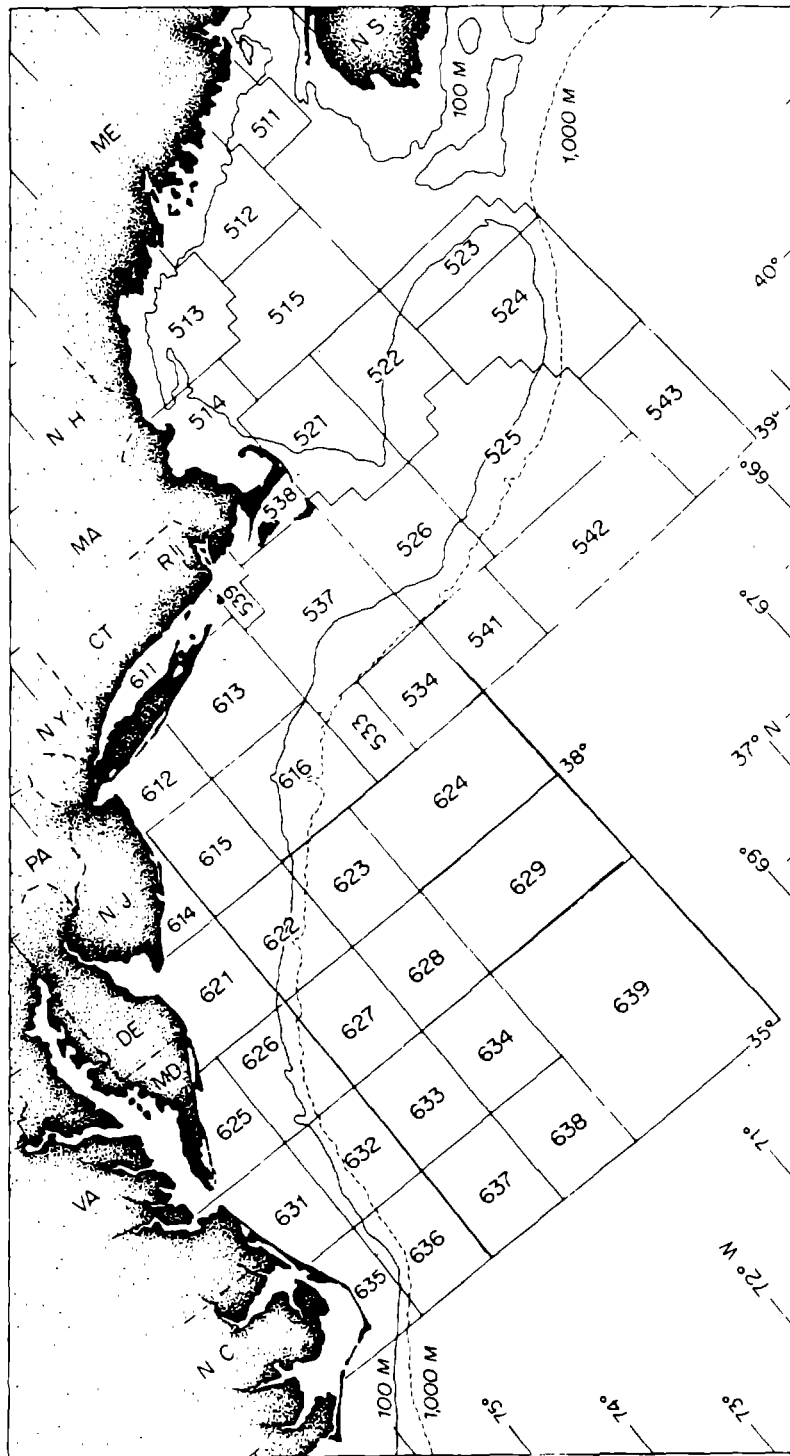 ME
N H
MA
R I
CT
N Y
PA
N J
DE
MD
VA
N C
N S
100 M
1,000 M
511
512
513
514
515
521
522
523
524
525
526
533
534
537
538
539
541
542
543
611
612
613
614
615
616
621
622
623
624
625
626
627
628
629
631
632
633
634
635
636
637
638
639
100 M
1,000 M
40°
39°
66°
67°
37° N
38°
69°
35°
71°
72° W
73°
74°
75°